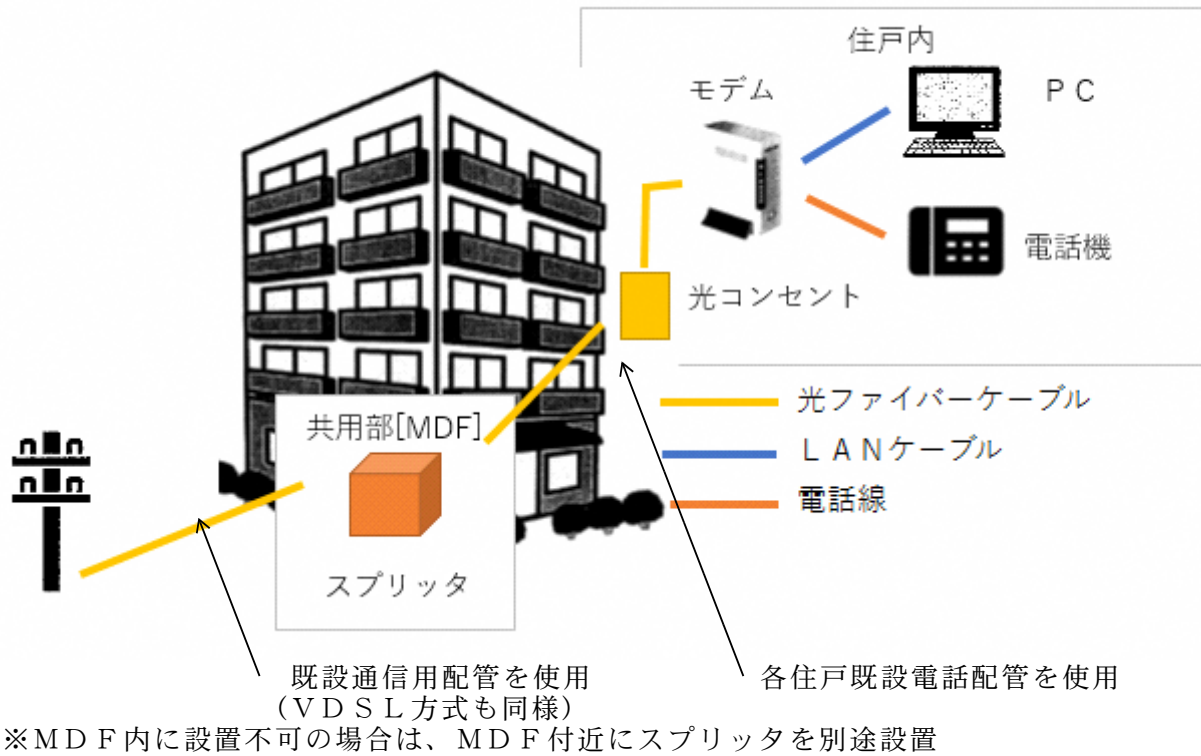 住戸内
モデム
ＰＣ
電話機
光コンセント
光ファイバーケーブル
ＬＡＮケーブル
電話線
共用部[MDF]
スプリッタ
既設通信用配管を使用
（ＶＤＳＬ方式も同様）
各住戸既設電話配管を使用
※ＭＤＦ内に設置不可の場合は、ＭＤＦ付近にスプリッタを別途設置